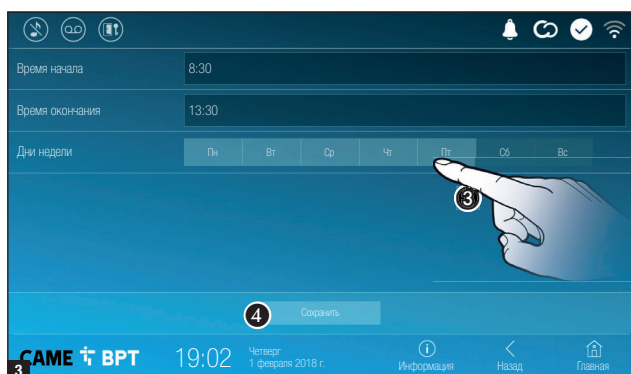 Время начала 8:30
Время окончания 13:30
Дни недели Пн Вт Ср Чт Пт Сб Вс
3
4 Сохранить
CAME BPT 19:02 Четверг
1 февраля 2018 г.
Информация Назад Главная
3